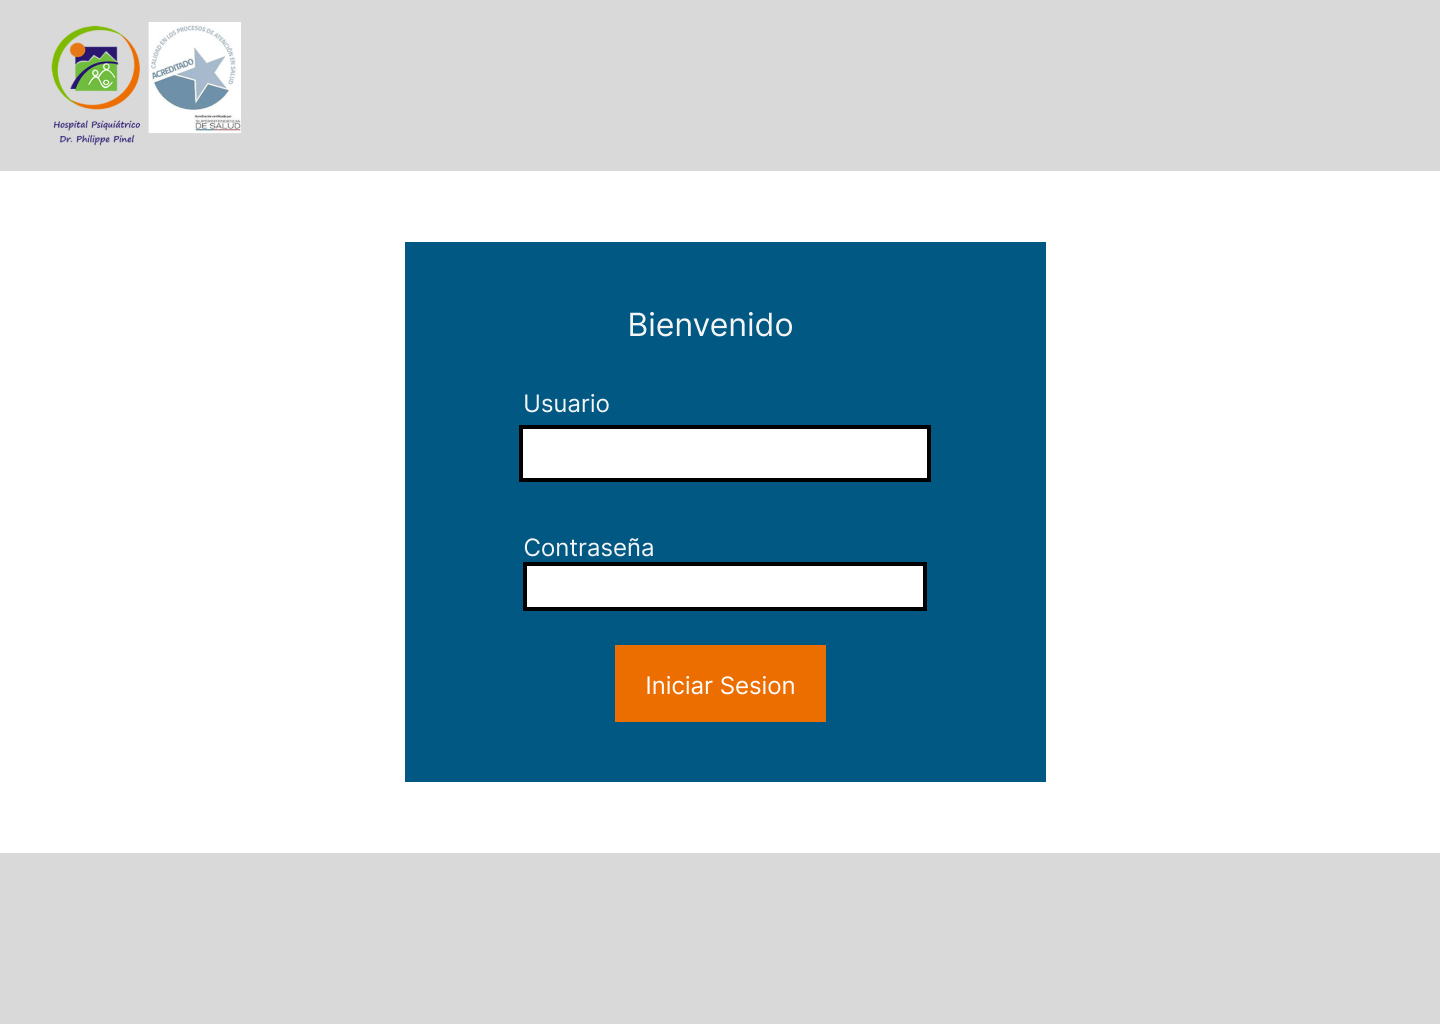 CALIDAD EN LOS PROCESOS DE ATENCIÓN EN SALUD
ACREDITADO
SUPERINTENDENCIA
DE SALUD
Hospital Psiquiátrico
Dr. Philippe Pinel
Bienvenido
Usuario
Contraseña
Iniciar Sesion